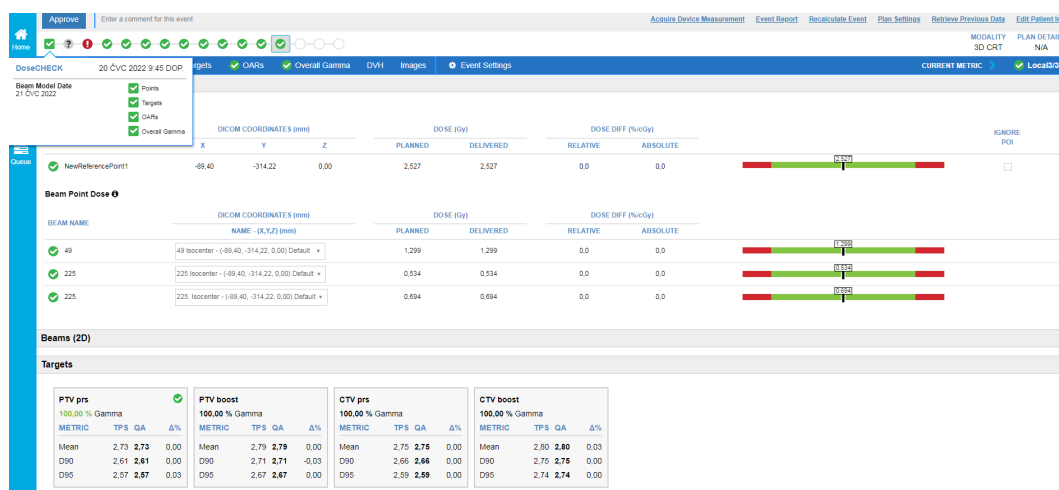 Approve Enter a comment for this event Acquire Device Measurement Event Report Recalculate Event Plan Settings Retrieve Previous Data Edit Patient
Home
MODALITY PLAN DETAIL
3D CRT N/A
DoseCHECK 20 ČVC 2022 9:45 DOP.
Beam Model Date
21 ČVC 2022
Points
Targets
OARs
Overall Gamma
OARs Overall Gamma DVH Images Event Settings CURRENT METRIC Local3/3
Queue
DICOM COORDINATES (mm) DOSE (Gy) DOSE DIFF (%/cGy) IGNORE POI
X Y Z PLANNED DELIVERED RELATIVE ABSOLUTE
NewReferencePoint1 -89,40 -314,22 0,00 2,527 2,527 0,0 0,0 2,527
Beam Point Dose
BEAM NAME DICOM COORDINATES (mm) DOSE (Gy) DOSE DIFF (%/cGy)
NAME - (X,Y,Z) (mm) PLANNED DELIVERED RELATIVE ABSOLUTE
49 49 Isocenter - (-89,40, -314,22, 0,00) Default 1,299 1,299 0,0 0,0 1,299
225 225 Isocenter - (-89,40, -314,22, 0,00) Default 0,534 0,534 0,0 0,0 0,534
225. 225. Isocenter - (-89,40, -314,22, 0,00) Default 0,694 0,694 0,0 0,0 0,694
Beams (2D)
Targets
PTV prs PTV boost CTV prs CTV boost
100,00 % Gamma 100,00 % Gamma 100,00 % Gamma 100,00 % Gamma
METRIC TPS QA Δ% METRIC TPS QA Δ% METRIC TPS QA Δ% METRIC TPS QA Δ%
Mean 2,73 2,73 0,00 Mean 2,79 2,79 0,00 Mean 2,75 2,75 0,00 Mean 2,80 2,80 0,03
D90 2,61 2,61 0,00 D90 2,71 2,71 -0,03 D90 2,66 2,66 0,00 D90 2,75 2,75 0,00
D95 2,57 2,57 0,03 D95 2,67 2,67 0,00 D95 2,59 2,59 0,00 D95 2,74 2,74 0,00